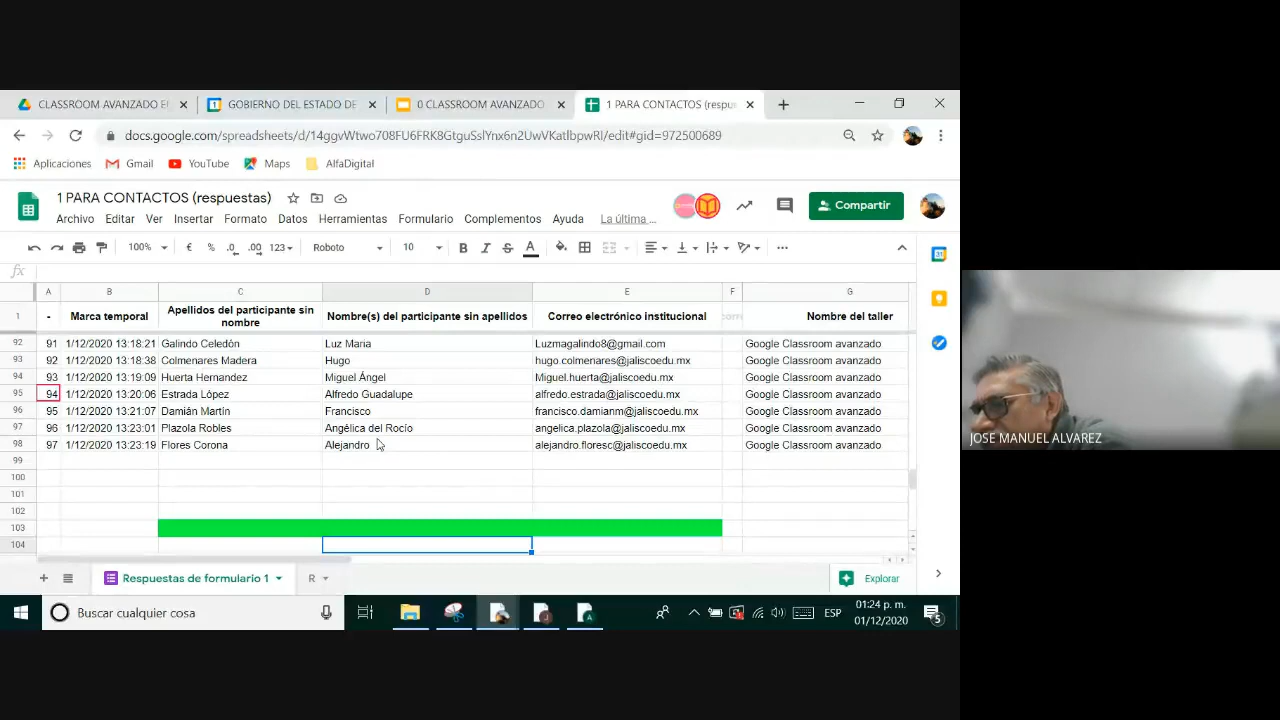 CLASSROOM AVANZADO EI
GOBIERNO DEL ESTADO DE
0 CLASSROOM AVANZADO
1 PARA CONTACTOS (respue
docs.google.com/spreadsheets/d/14ggvWtwo708FU6FRK8GtguSslYnx6n2UwVKatlbpwRI/edit#gid=972500689
Aplicaciones Gmail YouTube Maps AlfaDigital
1 PARA CONTACTOS (respuestas)
Archivo Editar Ver Insertar Formato Datos Herramientas Formulario Complementos Ayuda La última ...
Compartir
100% € % .0 .00 123 Roboto 10 B I S A
fx
A B C D E F G
1 - Marca temporal Apellidos del participante sin nombre Nombre(s) del participante sin apellidos Correo electrónico institucional Nombre del taller
92 91 1/12/2020 13:18:21 Galindo Celedón Luz Maria Luzmagalindo8@gmail.com Google Classroom avanzado
93 92 1/12/2020 13:18:38 Colmenares Madera Hugo hugo.colmenares@jaliscoedu.mx Google Classroom avanzado
94 93 1/12/2020 13:19:09 Huerta Hernandez Miguel Ángel Miguel.huerta@jaliscoedu.mx Google Classroom avanzado
95 94 1/12/2020 13:20:06 Estrada López Alfredo Guadalupe alfredo.estrada@jaliscoedu.mx Google Classroom avanzado
96 95 1/12/2020 13:21:07 Damián Martín Francisco francisco.damianm@jaliscoedu.mx Google Classroom avanzado
97 96 1/12/2020 13:23:01 Plazola Robles Angélica del Rocío angelica.plazola@jaliscoedu.mx Google Classroom avanzado
98 97 1/12/2020 13:23:19 Flores Corona Alejandro alejandro.floresc@jaliscoedu.mx Google Classroom avanzado
99
100
101
102
103
104
Respuestas de formulario 1 R
Explorar
Buscar cualquier cosa
ESP
01:24 p. m.
01/12/2020
5
JOSE MANUEL ALVAREZ